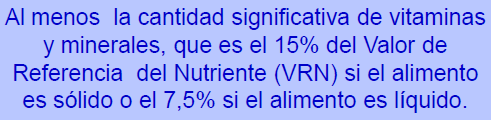 Al menos  la cantidad significativa de vitaminas
y minerales, que es el 15% del Valor de
Referencia  del Nutriente (VRN) si el alimento
es sólido o el 7,5% si el alimento es líquido.